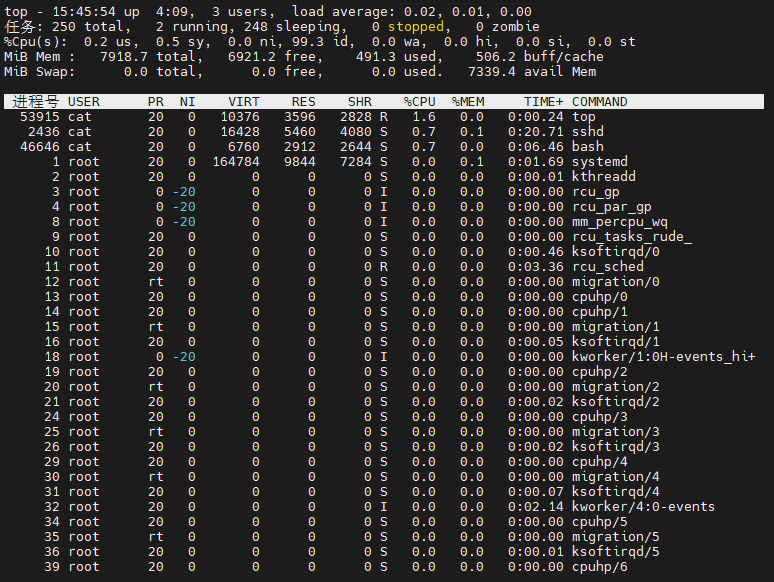 top - 15:45:54 up  4:09,  3 users,  load average: 0.02, 0.01, 0.00
任务: 250 total,   2 running, 248 sleeping,   0 stopped,   0 zombie
%Cpu(s):  0.2 us,  0.5 sy,  0.0 ni, 99.3 id,  0.0 wa,  0.0 hi,  0.0 si,  0.0 st
MiB Mem :   7918.7 total,   6921.2 free,    491.3 used,    506.2 buff/cache
MiB Swap:      0.0 total,      0.0 free,      0.0 used.   7339.4 avail Mem
进程号 USER      PR  NI    VIRT    RES    SHR    %CPU  %MEM     TIME+ COMMAND
53915 cat       20   0   10376   3596   2828 R   1.6   0.0   0:00.24 top
2436 cat       20   0   16428   5460   4080 S   0.7   0.1   0:20.71 sshd
46646 cat       20   0    6760   2912   2644 S   0.7   0.0   0:06.46 bash
1 root      20   0  164784   9844   7284 S   0.0   0.1   0:01.69 systemd
2 root      20   0       0      0      0 S   0.0   0.0   0:00.01 kthreadd
3 root       0 -20       0      0      0 I   0.0   0.0   0:00.00 rcu_gp
4 root       0 -20       0      0      0 I   0.0   0.0   0:00.00 rcu_par_gp
8 root       0 -20       0      0      0 I   0.0   0.0   0:00.00 mm_percpu_wq
9 root      20   0       0      0      0 S   0.0   0.0   0:00.00 rcu_tasks_rude_
10 root      20   0       0      0      0 S   0.0   0.0   0:00.46 ksoftirqd/0
11 root      20   0       0      0      0 R   0.0   0.0   0:03.36 rcu_sched
12 root      rt   0       0      0      0 S   0.0   0.0   0:00.00 migration/0
13 root      20   0       0      0      0 S   0.0   0.0   0:00.00 cpuhp/0
14 root      20   0       0      0      0 S   0.0   0.0   0:00.00 cpuhp/1
15 root      rt   0       0      0      0 S   0.0   0.0   0:00.00 migration/1
16 root      20   0       0      0      0 S   0.0   0.0   0:00.05 ksoftirqd/1
18 root       0 -20       0      0      0 I   0.0   0.0   0:00.00 kworker/1:0H-events_hi+
19 root      20   0       0      0      0 S   0.0   0.0   0:00.00 cpuhp/2
20 root      rt   0       0      0      0 S   0.0   0.0   0:00.00 migration/2
21 root      20   0       0      0      0 S   0.0   0.0   0:00.02 ksoftirqd/2
24 root      20   0       0      0      0 S   0.0   0.0   0:00.00 cpuhp/3
25 root      rt   0       0      0      0 S   0.0   0.0   0:00.00 migration/3
26 root      20   0       0      0      0 S   0.0   0.0   0:00.02 ksoftirqd/3
29 root      20   0       0      0      0 S   0.0   0.0   0:00.00 cpuhp/4
30 root      rt   0       0      0      0 S   0.0   0.0   0:00.00 migration/4
31 root      20   0       0      0      0 S   0.0   0.0   0:00.07 ksoftirqd/4
32 root      20   0       0      0      0 I   0.0   0.0   0:02.14 kworker/4:0-events
34 root      20   0       0      0      0 S   0.0   0.0   0:00.00 cpuhp/5
35 root      rt   0       0      0      0 S   0.0   0.0   0:00.00 migration/5
36 root      20   0       0      0      0 S   0.0   0.0   0:00.01 ksoftirqd/5
39 root      20   0       0      0      0 S   0.0   0.0   0:00.00 cpuhp/6